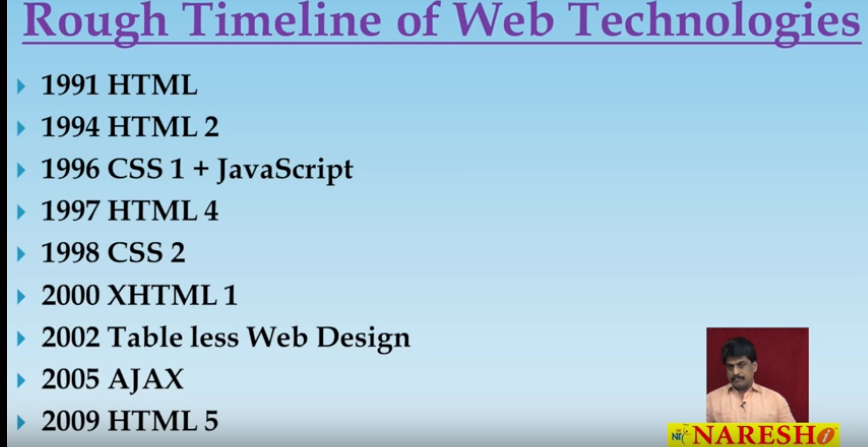 Rough Timeline of Web Technologies
1991 HTML
1994 HTML 2
1996 CSS 1 + JavaScript
1997 HTML 4
1998 CSS 2
2000 XHTML 1
2002 Table less Web Design
2005 AJAX
2009 HTML 5
NARESH i